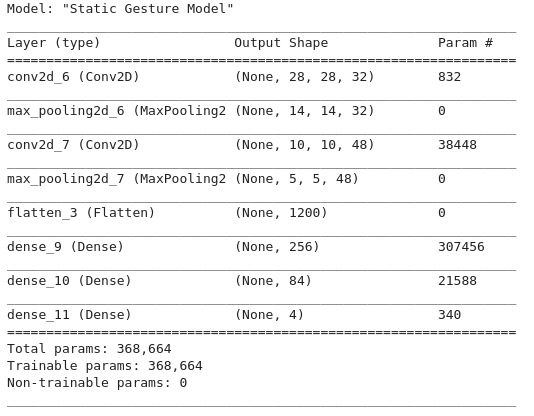 Model: "Static Gesture Model"
Layer (type) Output Shape Param #
=================================================================
conv2d_6 (Conv2D) (None, 28, 28, 32) 832
max_pooling2d_6 (MaxPooling2 (None, 14, 14, 32) 0
conv2d_7 (Conv2D) (None, 10, 10, 48) 38448
max_pooling2d_7 (MaxPooling2 (None, 5, 5, 48) 0
flatten_3 (Flatten) (None, 1200) 0
dense_9 (Dense) (None, 256) 307456
dense_10 (Dense) (None, 84) 21588
dense_11 (Dense) (None, 4) 340
=================================================================
Total params: 368,664
Trainable params: 368,664
Non-trainable params: 0